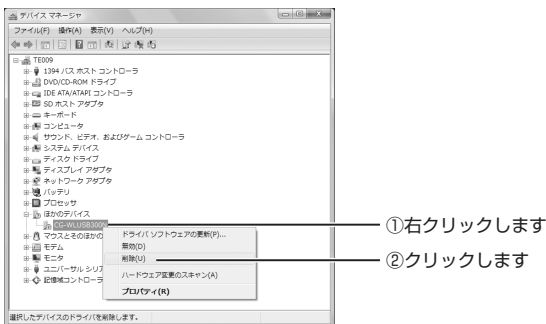 デバイス マネージャ
ファイル(F) 操作(A) 表示(V) ヘルプ(H)
TE009
1394 バス ホスト コントローラ
DVD/CD-ROM ドライブ
IDE ATA/ATAPI コントローラ
SD ホスト アダプタ
キーボード
コンピュータ
サウンド、ビデオ、およびゲーム コントローラ
システム デバイス
ディスク ドライブ
ディスプレイ アダプタ
ネットワーク アダプタ
バッテリ
プロセッサ
ほかのデバイス
CG-WLUSB300N
①右クリックします
マウスとそのほかの
ドライバ ソフトウェアの更新(P)...
モデム
無効(D)
モニタ
削除(U)
②クリックします
ユニバーサル シリア
ハードウェア変更のスキャン(A)
記憶域コントローラ
プロパティ(R)
選択したデバイスのドライバを削除します。